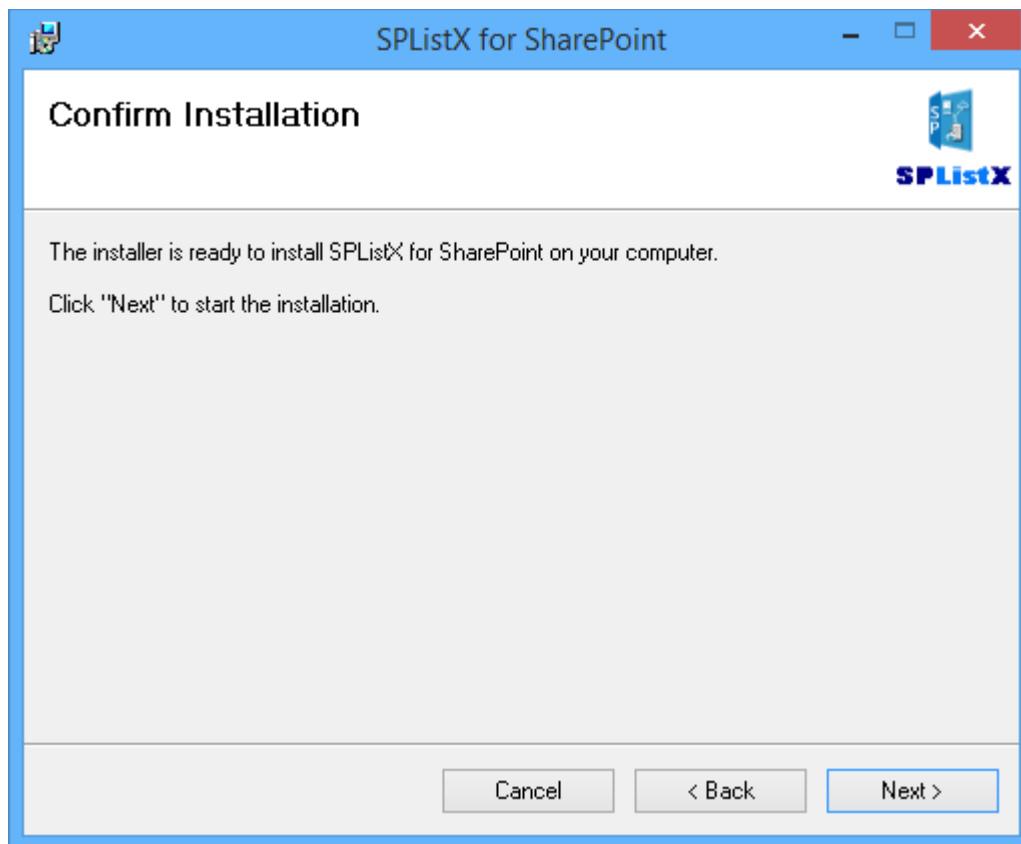 SPListX for SharePoint
Confirm Installation
SP
SPListX
The installer is ready to install SPListX for SharePoint on your computer.
Click "Next" to start the installation.
Cancel
< Back
Next >